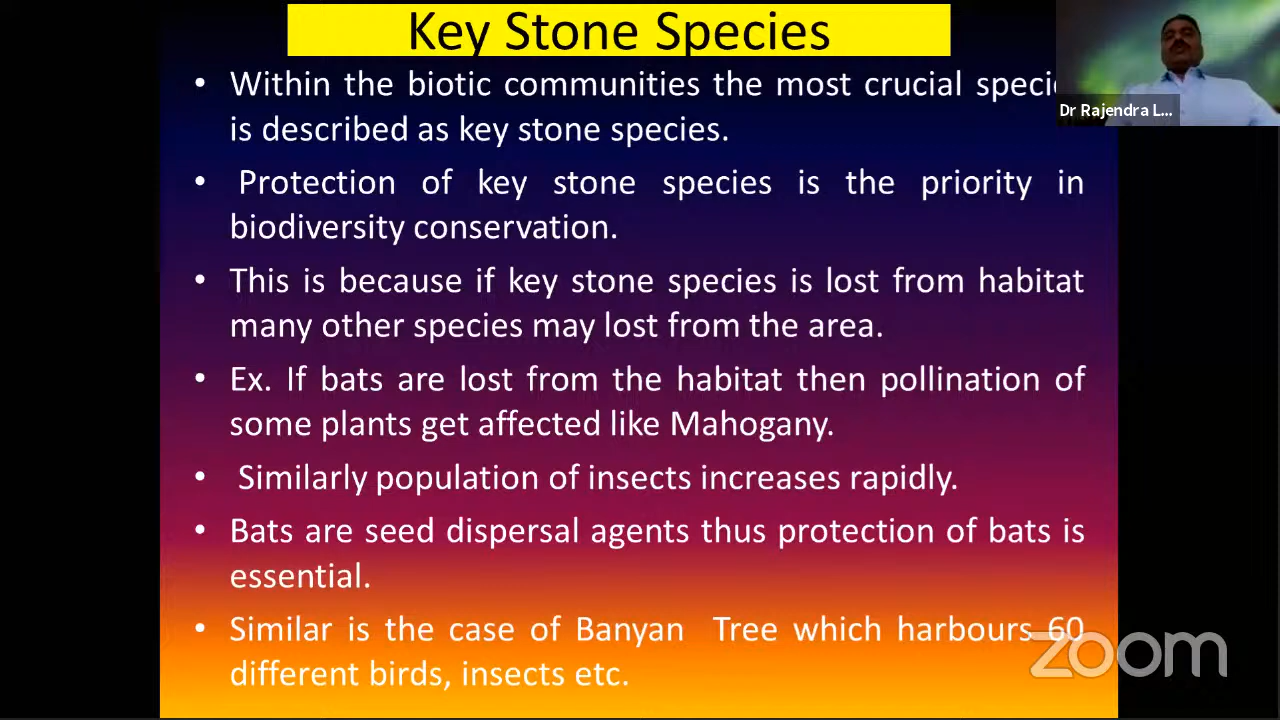 Key Stone Species
• Within the biotic communities the most crucial
is described as key stone species.
• Protection of key stone species is the priority in
biodiversity conservation.
• This is because if key stone species is lost from habitat
many other species may lost from the area.
• Ex. If bats are lost from the habitat then pollination of
some plants get affected like Mahogany.
• Similarly population of insects increases rapidly.
• Bats are seed dispersal agents thus protection of bats is
essential.
• Similar is the case of Banyan Tree which harbours 60
different birds, insects etc.
Dr Rajendra L...
zoom